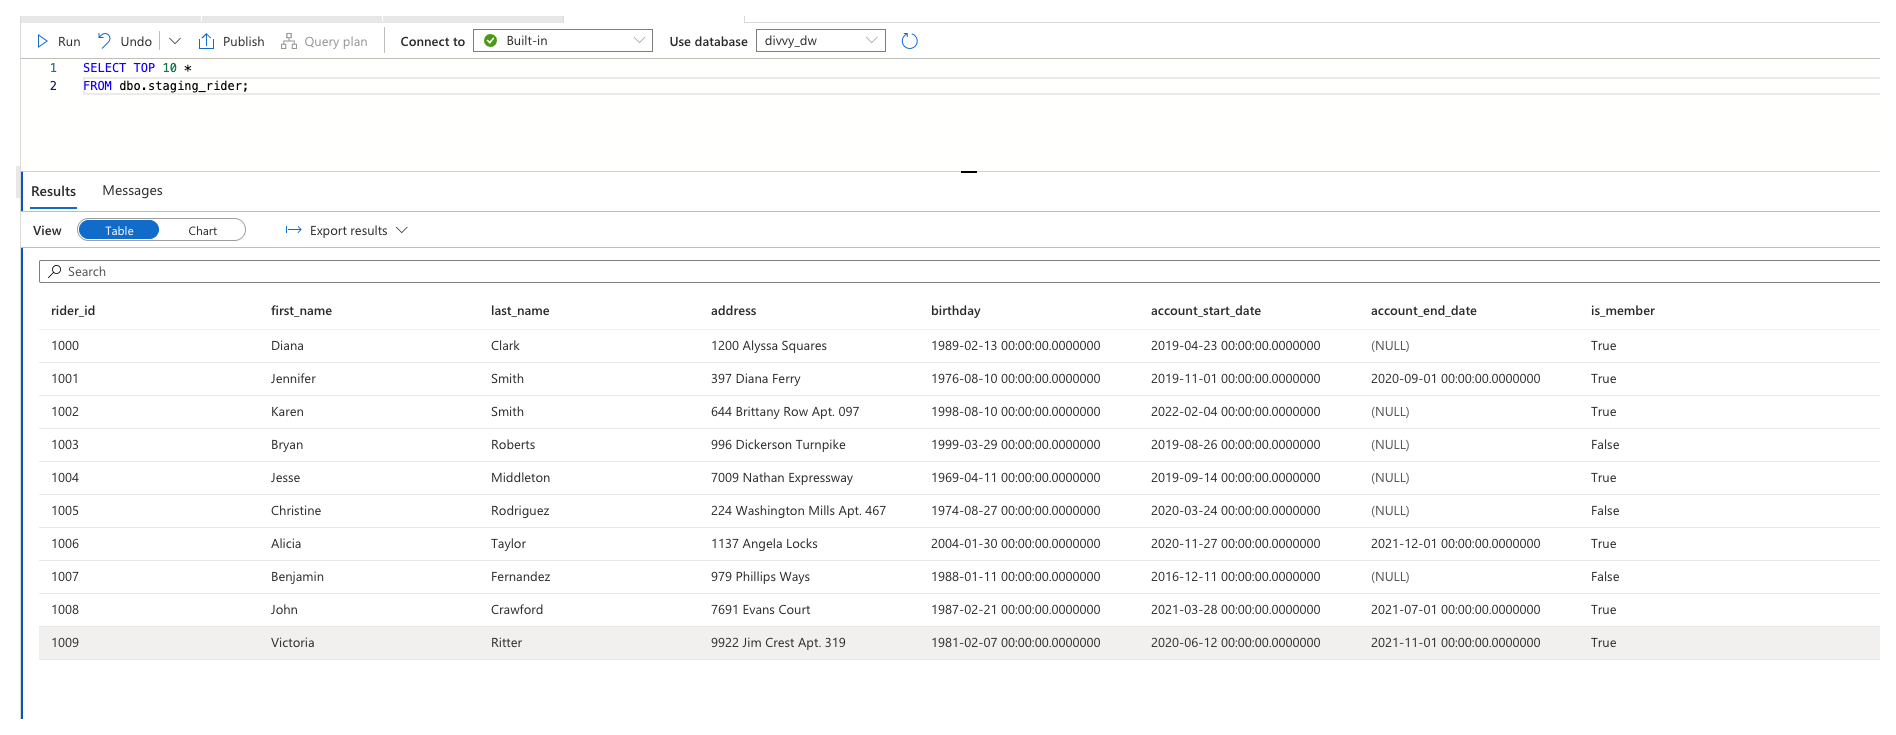 Run Undo Publish Query plan Connect to Built-in Use database divvy_dw
1 SELECT TOP 10 *
2 FROM dbo.staging_rider;
Results Messages
View Table Chart Export results
Search
rider_id first_name last_name address birthday account_start_date account_end_date is_member
1000 Diana Clark 1200 Alyssa Squares 1989-02-13 00:00:00.0000000 2019-04-23 00:00:00.0000000 (NULL) True
1001 Jennifer Smith 397 Diana Ferry 1976-08-10 00:00:00.0000000 2019-11-01 00:00:00.0000000 2020-09-01 00:00:00.0000000 True
1002 Karen Smith 644 Brittany Row Apt. 097 1998-08-10 00:00:00.0000000 2022-02-04 00:00:00.0000000 (NULL) True
1003 Bryan Roberts 996 Dickerson Turnpike 1999-03-29 00:00:00.0000000 2019-08-26 00:00:00.0000000 (NULL) False
1004 Jesse Middleton 7009 Nathan Expressway 1969-04-11 00:00:00.0000000 2019-09-14 00:00:00.0000000 (NULL) True
1005 Christine Rodriguez 224 Washington Mills Apt. 467 1974-08-27 00:00:00.0000000 2020-03-24 00:00:00.0000000 (NULL) False
1006 Alicia Taylor 1137 Angela Locks 2004-01-30 00:00:00.0000000 2020-11-27 00:00:00.0000000 2021-12-01 00:00:00.0000000 True
1007 Benjamin Fernandez 979 Phillips Ways 1988-01-11 00:00:00.0000000 2016-12-11 00:00:00.0000000 (NULL) False
1008 John Crawford 7691 Evans Court 1987-02-21 00:00:00.0000000 2021-03-28 00:00:00.0000000 2021-07-01 00:00:00.0000000 True
1009 Victoria Ritter 9922 Jim Crest Apt. 319 1981-02-07 00:00:00.0000000 2020-06-12 00:00:00.0000000 2021-11-01 00:00:00.0000000 True